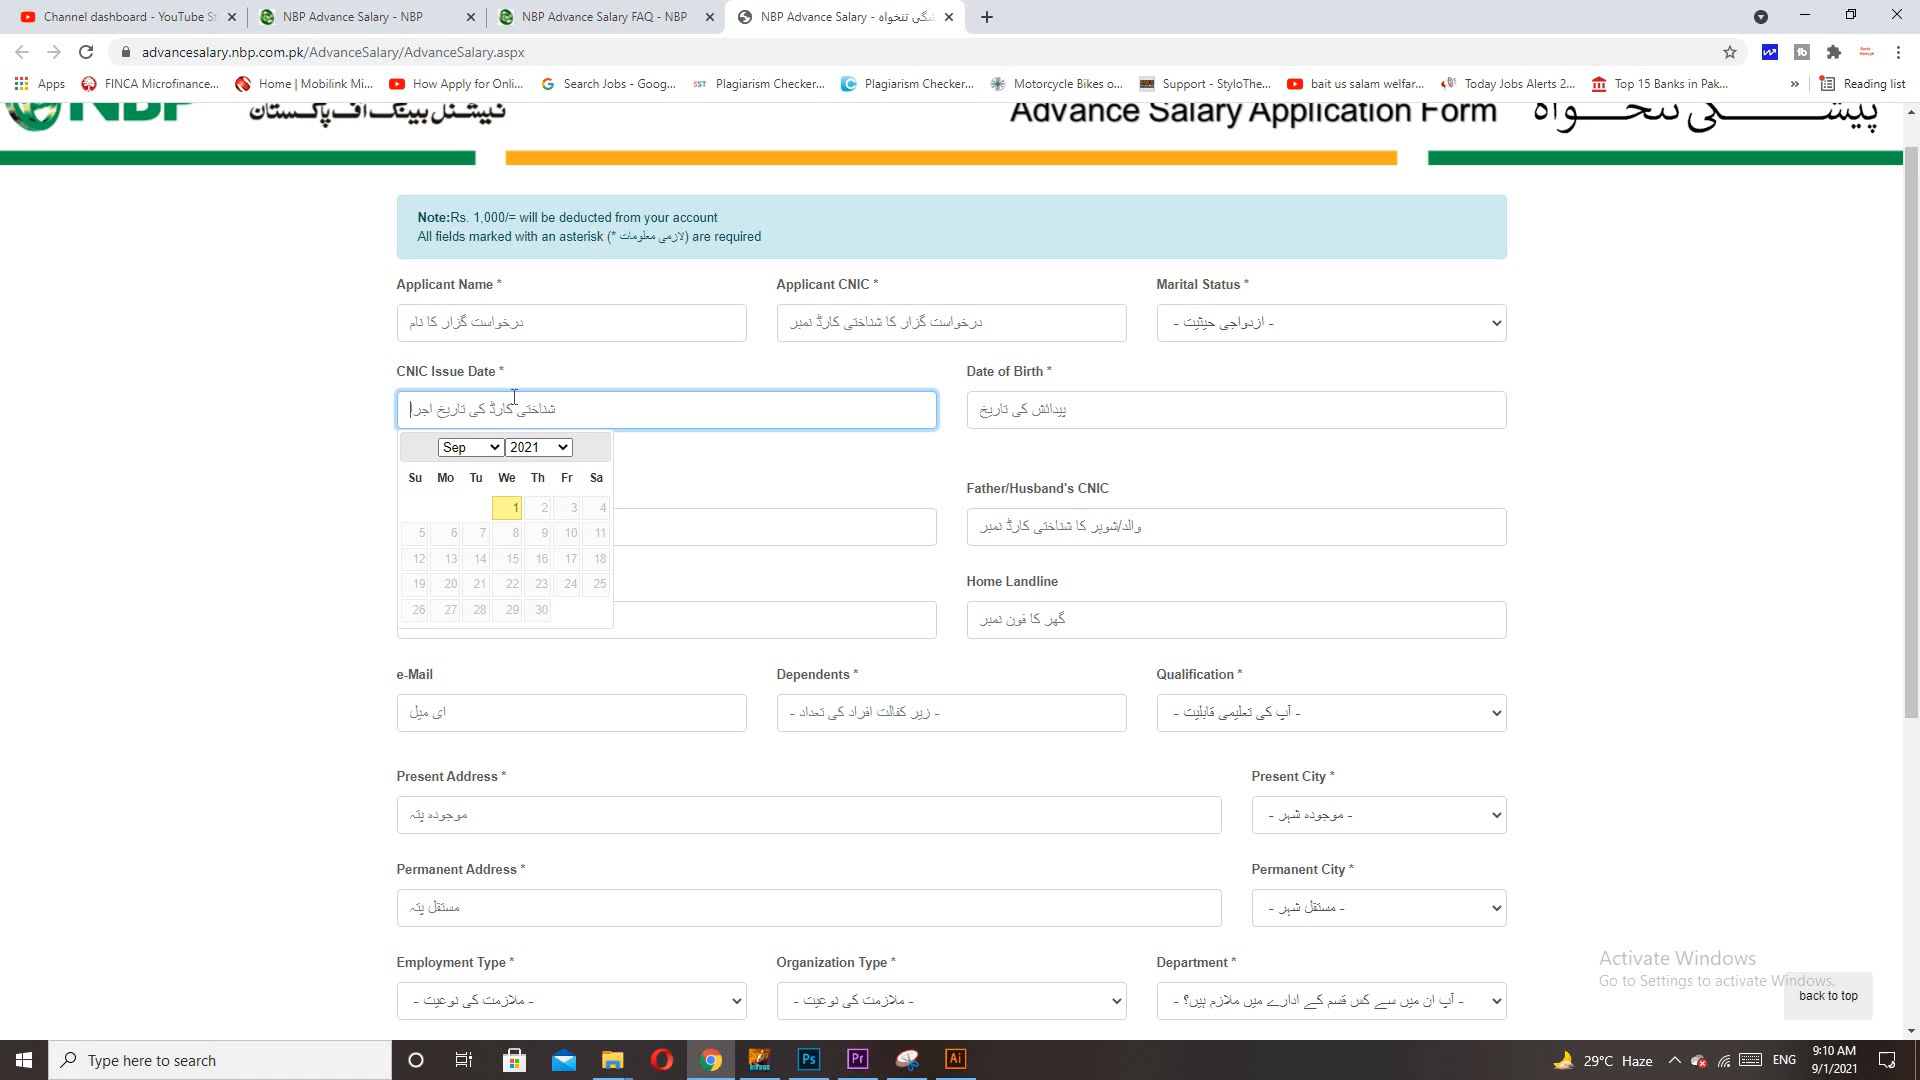 Channel dashboard - YouTube St
NBP Advance Salary - NBP
NBP Advance Salary FAQ - NBP
NBP Advance Salary - پیشگی تنخواہ
advancesalary.nbp.com.pk/AdvanceSalary/AdvanceSalary.aspx
Apps
FINCA Microfinance...
Home | Mobilink Mi...
How Apply for Onli...
Search Jobs - Goog...
SST
Plagiarism Checker...
Plagiarism Checker...
Motorcycle Bikes o...
Support - StyloThe...
bait us salam welfar...
Today Jobs Alerts 2...
Top 15 Banks in Pak...
»
Reading list
NBP
نیشنل بینک آف پاکستان
Advance Salary Application Form
پیشگی تنخواہ
Note:Rs. 1,000/= will be deducted from your account
All fields marked with an asterisk (* لازمی معلومات) are required
Applicant Name *
Applicant CNIC *
Marital Status *
درخواست گزار کا نام
درخواست گزار کا شناختی کارڈ نمبر
- ازدواجی حیثیت -
CNIC Issue Date *
Date of Birth *
شناختی کارڈ کی تاریخ اجرا
پیدائش کی تاریخ
Sep 2021
Su Mo Tu We Th Fr Sa
1 2 3 4
5 6 7 8 9 10 11
12 13 14 15 16 17 18
19 20 21 22 23 24 25
26 27 28 29 30
Father/Husband's CNIC
والد/شوہر کا شناختی کارڈ نمبر
Home Landline
گھر کا فون نمبر
e-Mail
Dependents *
Qualification *
ای میل
- زیر کفالت افراد کی تعداد -
- آپ کی تعلیمی قابلیت -
Present Address *
Present City *
موجودہ پتہ
- موجودہ شہر -
Permanent Address *
Permanent City *
مستقل پتہ
- مستقل شہر -
Employment Type *
Organization Type *
Department *
- ملازمت کی نوعیت -
- ملازمت کی نوعیت -
- آپ ان میں سے کس قسم کے ادارے میں ملازم ہیں؟ -
Activate Windows
Go to Settings to activate Windows.
back to top
Type here to search
Ps
Pr
Ai
29°C Haze
ENG
9:10 AM
9/1/2021